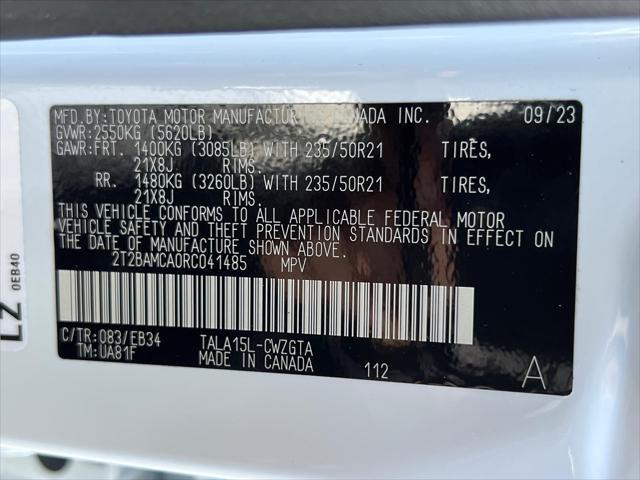 MFD.BY:TOYOTA MOTOR MANUFACTUR CANADA INC. 09/23
GVWR:2550KG (5620LB)
GAWR:FRT. 1400KG (3085LB) WITH 235/50R21 TIRES,
21X8J RIMS.
RR. 1480KG (3260LB) WITH 235/50R21 TIRES,
21X8J RIMS.
THIS VEHICLE CONFORMS TO ALL APPLICABLE FEDERAL MOTOR
VEHICLE SAFETY AND THEFT PREVENTION STANDARDS IN EFFECT ON
THE DATE OF MANUFACTURE SHOWN ABOVE.
2T2BAMCA0RC041485 MPV
C/TR:083/EB34 TALA15L-CWZGTA
TM:UA81F MADE IN CANADA
112
A
LZ
0EB40